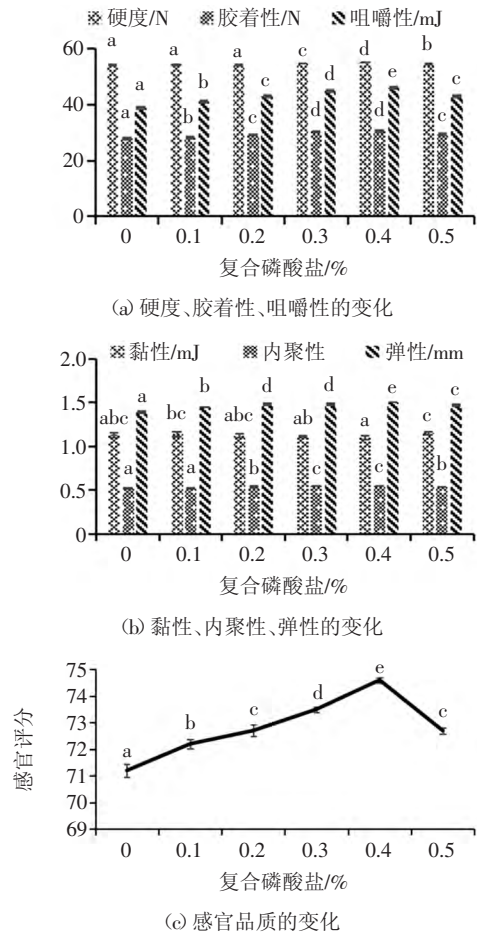 硬度/N 胶着性/N 咀嚼性/mJ
60
40
20
0
a a a c d b
a b c d e c
a b c d d c
0 0.1 0.2 0.3 0.4 0.5
复合磷酸盐/%
(a) 硬度、胶着性、咀嚼性的变化
黏性/mJ 内聚性 弹性/mm
2.0
1.5
1.0
0.5
0
a b d d e c
abc bc abc ab a c
a a b c c b
0 0.1 0.2 0.3 0.4 0.5
复合磷酸盐/%
(b) 黏性、内聚性、弹性的变化
感官评分
75
74
73
72
71
70
69
a b c d e c
0 0.1 0.2 0.3 0.4 0.5
复合磷酸盐/%
(c) 感官品质的变化